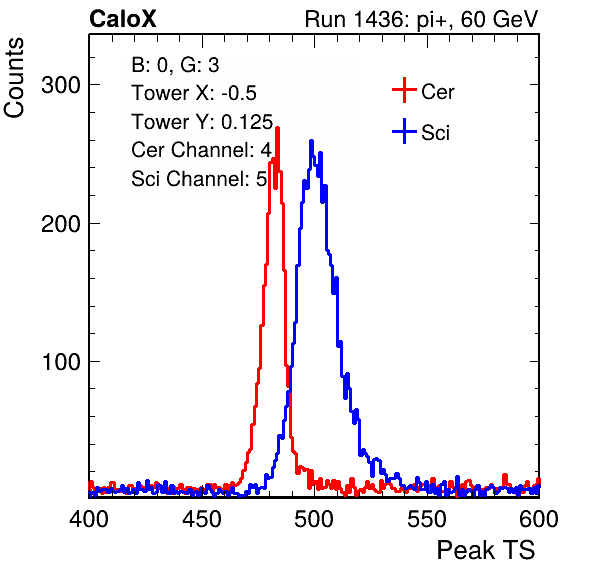 CaloX Run 1436: pi+, 60 GeV
Counts
B: 0, G: 3
Tower X: -0.5
Tower Y: 0.125
Cer Channel: 4
Sci Channel: 5
Cer
Sci
300
200
100
400 450 500 550 600
Peak TS